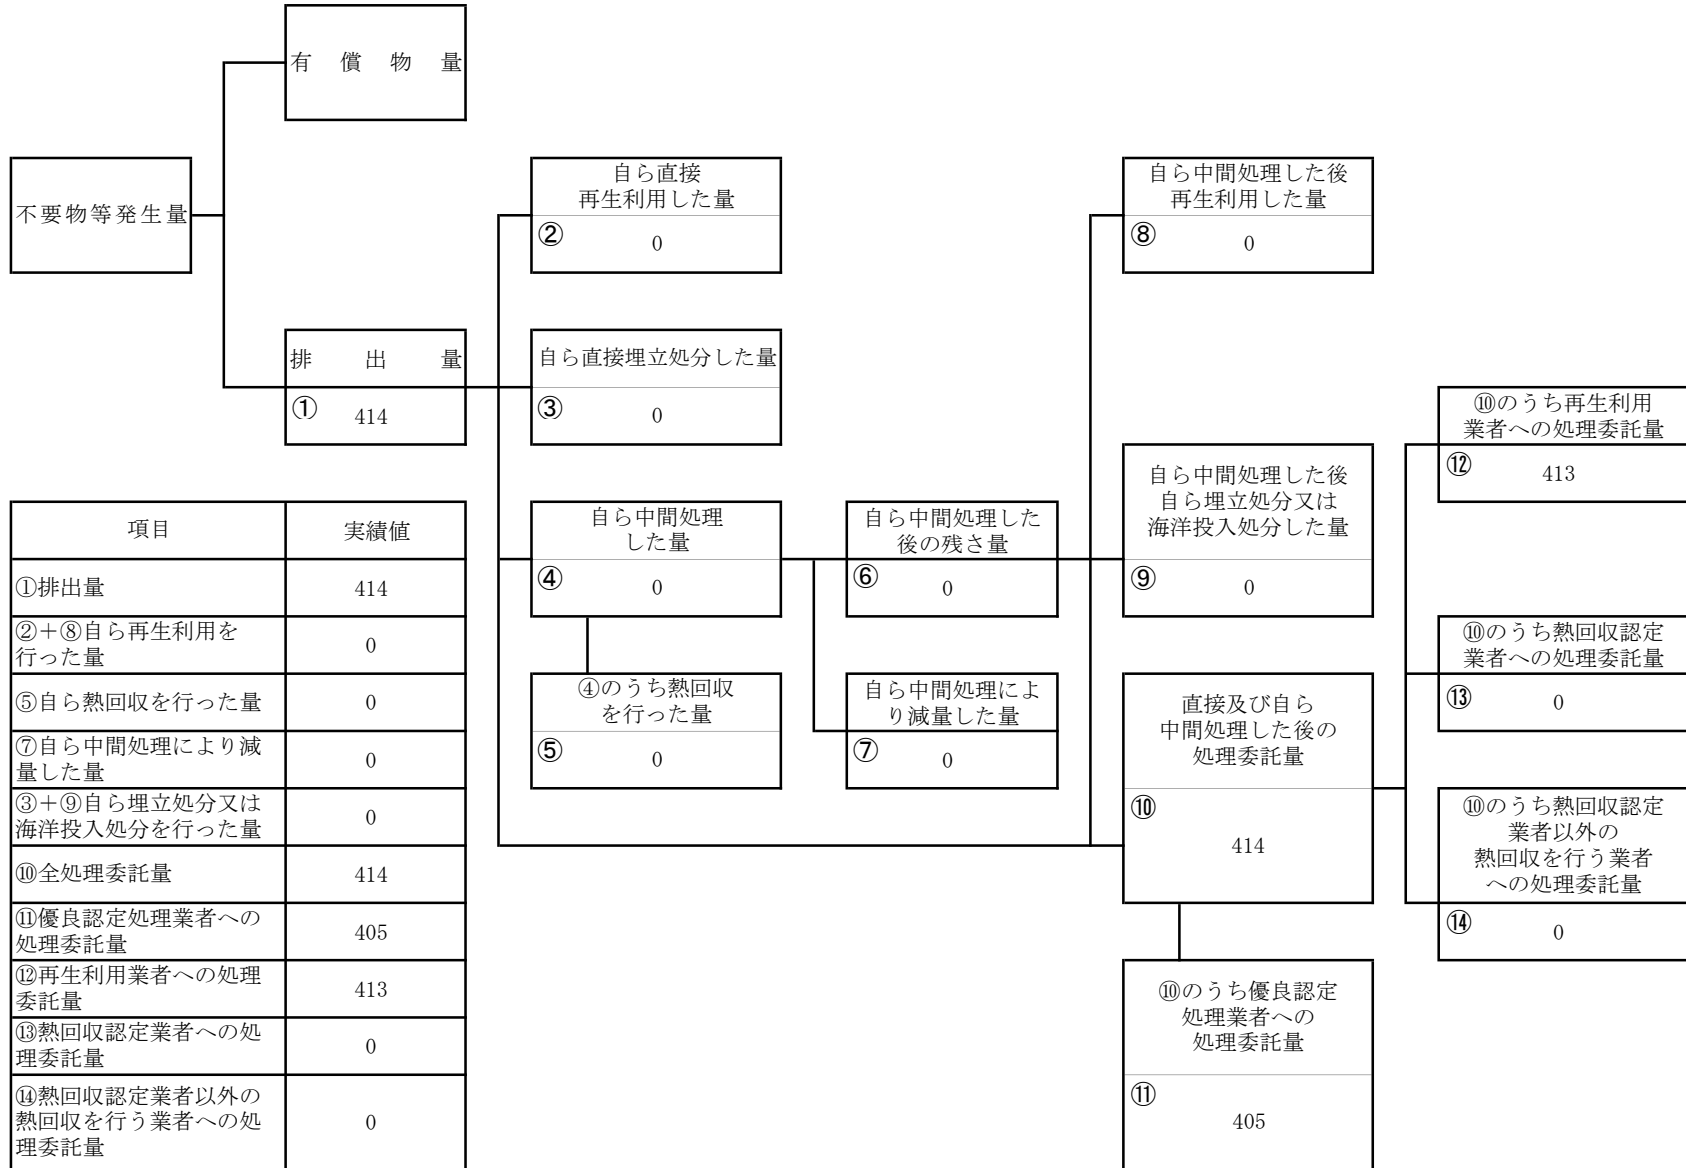 有償物量
不要物等発生量
自ら直接
再生利用した量
② 0
自ら中間処理した後
再生利用した量
⑧ 0
排出量
① 414
自ら直接埋立処分した量
③ 0
⑩のうち再生利用
業者への処理委託量
⑫ 413
自ら中間処理
した量
④ 0
自ら中間処理した
後の残さ量
⑥ 0
自ら中間処理した後
自ら埋立処分又は
海洋投入処分した量
⑨ 0
⑩のうち熱回収認定
業者への処理委託量
⑬ 0
④のうち熱回収
を行った量
⑤ 0
自ら中間処理によ
り減量した量
⑦ 0
直接及び自ら
中間処理した後の
処理委託量
⑩
414
⑩のうち熱回収認定
業者以外の
熱回収を行う業者
への処理委託量
⑭ 0
⑩のうち優良認定
処理業者への
処理委託量
⑪
405
項目 実績値
①排出量 414
②＋⑧自ら再生利用を
行った量 0
⑤自ら熱回収を行った量 0
⑦自ら中間処理により減
量した量 0
③＋⑨自ら埋立処分又は
海洋投入処分を行った量 0
⑩全処理委託量 414
⑪優良認定処理業者への
処理委託量 405
⑫再生利用業者への処理
委託量 413
⑬熱回収認定業者への処
理委託量 0
⑭熱回収認定業者以外の
熱回収を行う業者への処
理委託量 0